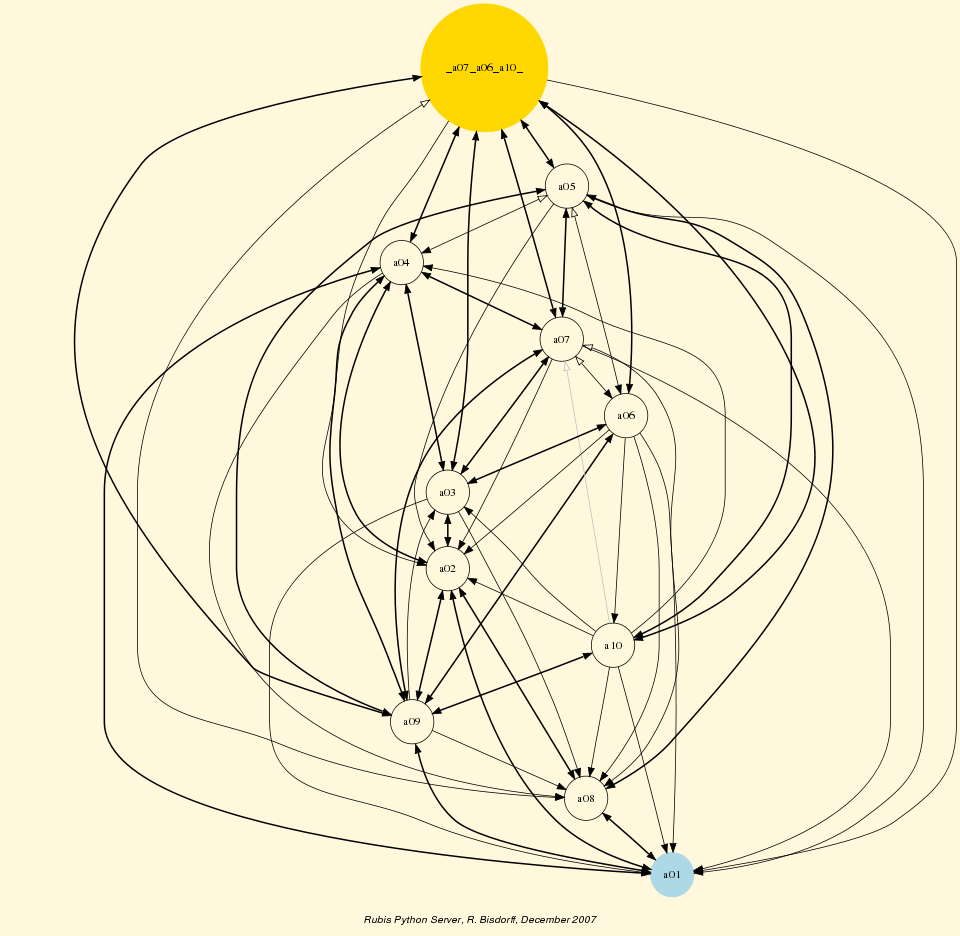 _a07_a06_a10_
a05
a04
a07
a06
a03
a02
a10
a09
a08
a01
Rubis Python Server, R. Bisdorff, December 2007